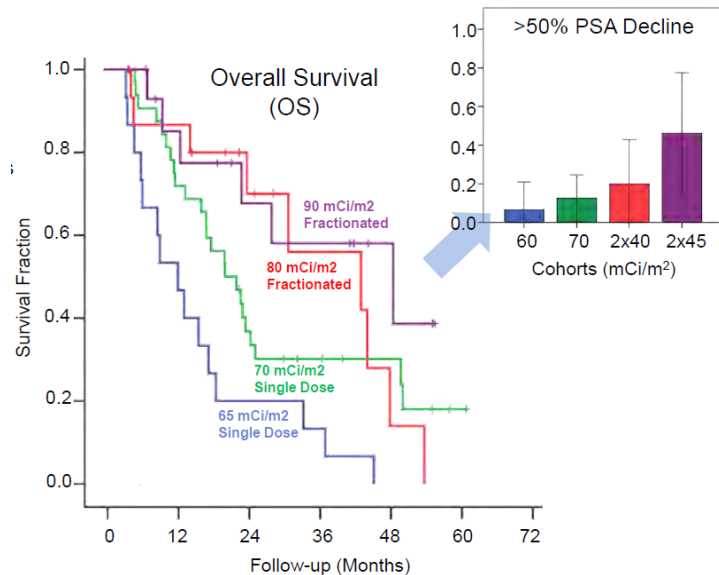 >50% PSA Decline
1.0
0.8
0.6
0.4
0.2
0.0
60 70 2x40 2x45
Cohorts (mCi/m²)
Overall Survival
(OS)
1.0
0.8
0.6
0.4
0.2
0.0
Survival Fraction
90 mCi/m2
Fractionated
80 mCi/m2
Fractionated
70 mCi/m2
Single Dose
65 mCi/m2
Single Dose
0 12 24 36 48 60 72
Follow-up (Months)